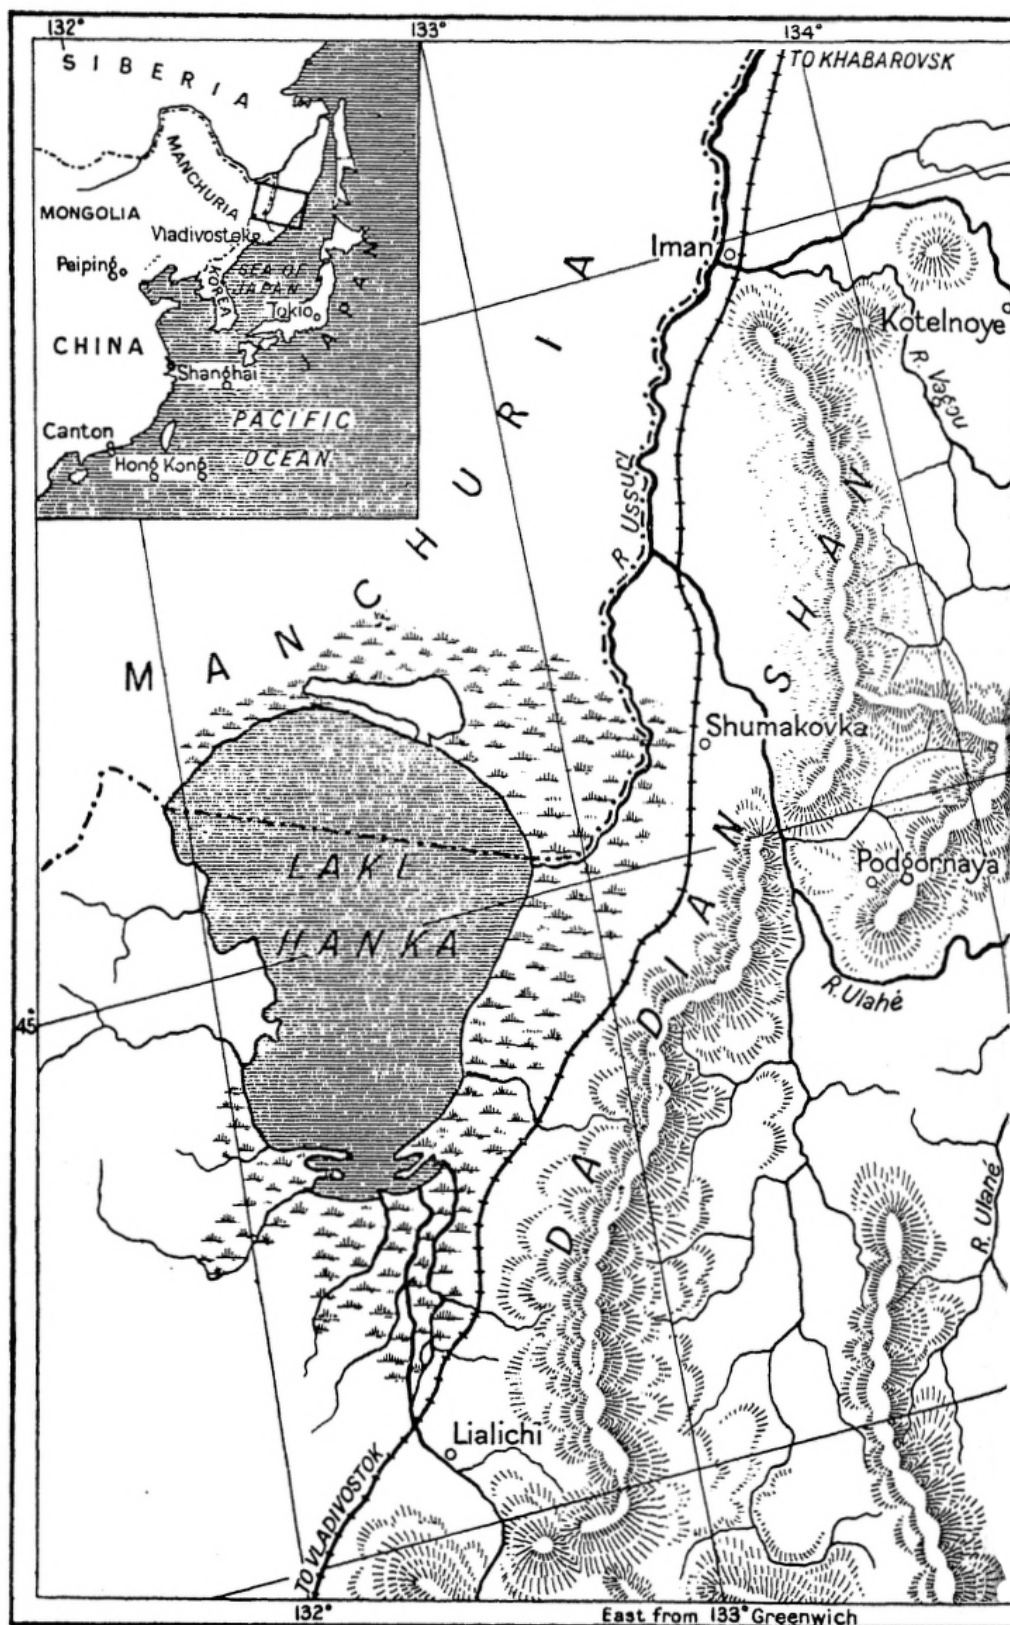 132°
133°
134°
TO KHABAROVSK
SIBERIA
MANCHURIA
MONGOLIA
Vladivostok
Peiping
KOREA
SEA OF
JAPAN
Tokio
JAPAN
CHINA
Shanghai
PACIFIC
OCEAN
Canton
Hong Kong
Iman
Kotelnoye
R. Vagou
R. Ussuri
MANCHURIA
Shumakovka
Podgornaya
R. Ulahé
LAKE
HANKA
45°
DADIAN SHAN
R. Ulahé
Lialichi
TO VLADIVOSTOK
132°
East from 133° Greenwich